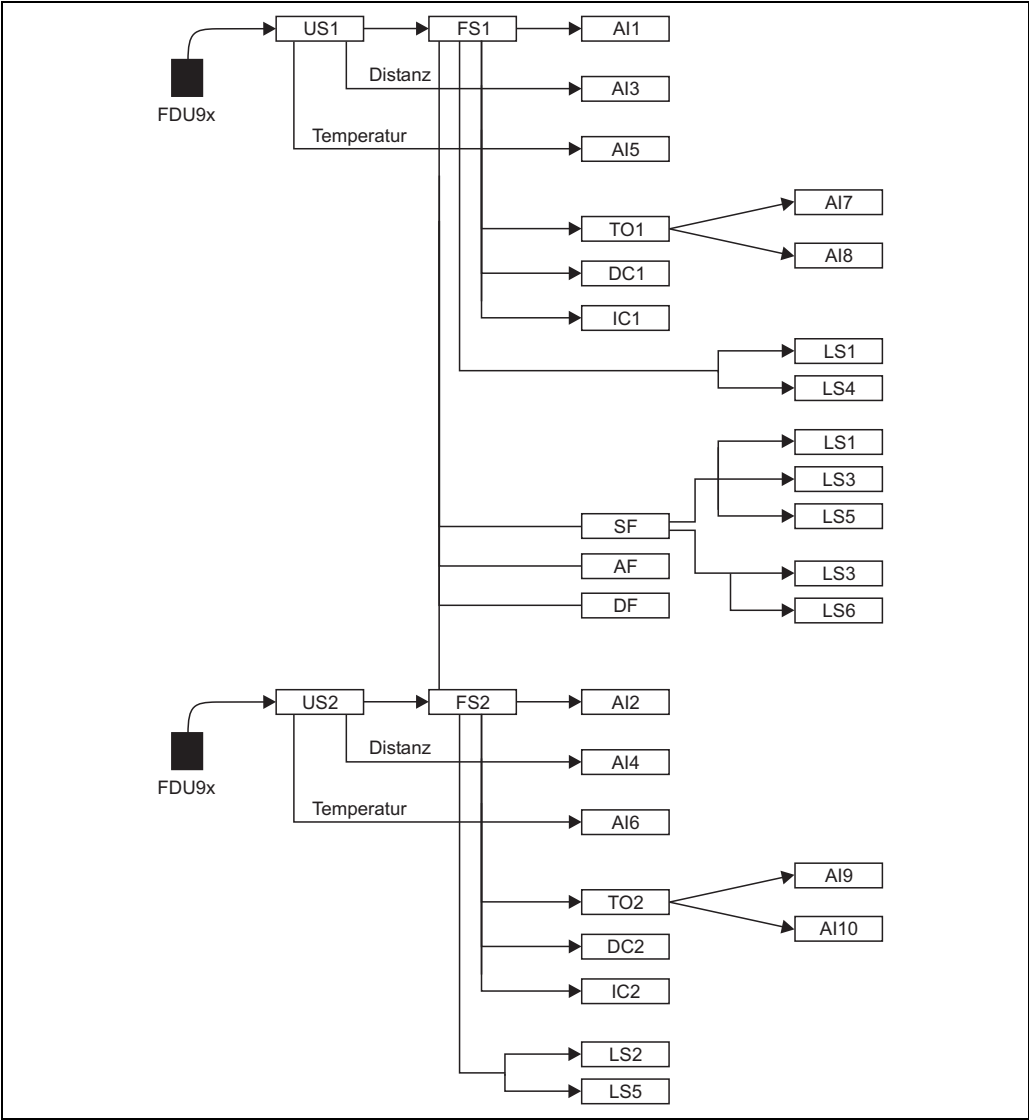 US1
FS1
AI1
Distanz
AI3
FDU9x
Temperatur
AI5
AI7
TO1
AI8
DC1
IC1
LS1
LS4
LS1
LS3
SF
LS5
AF
LS3
DF
LS6
US2
FS2
AI2
Distanz
AI4
FDU9x
Temperatur
AI6
AI9
TO2
AI10
DC2
IC2
LS2
LS5